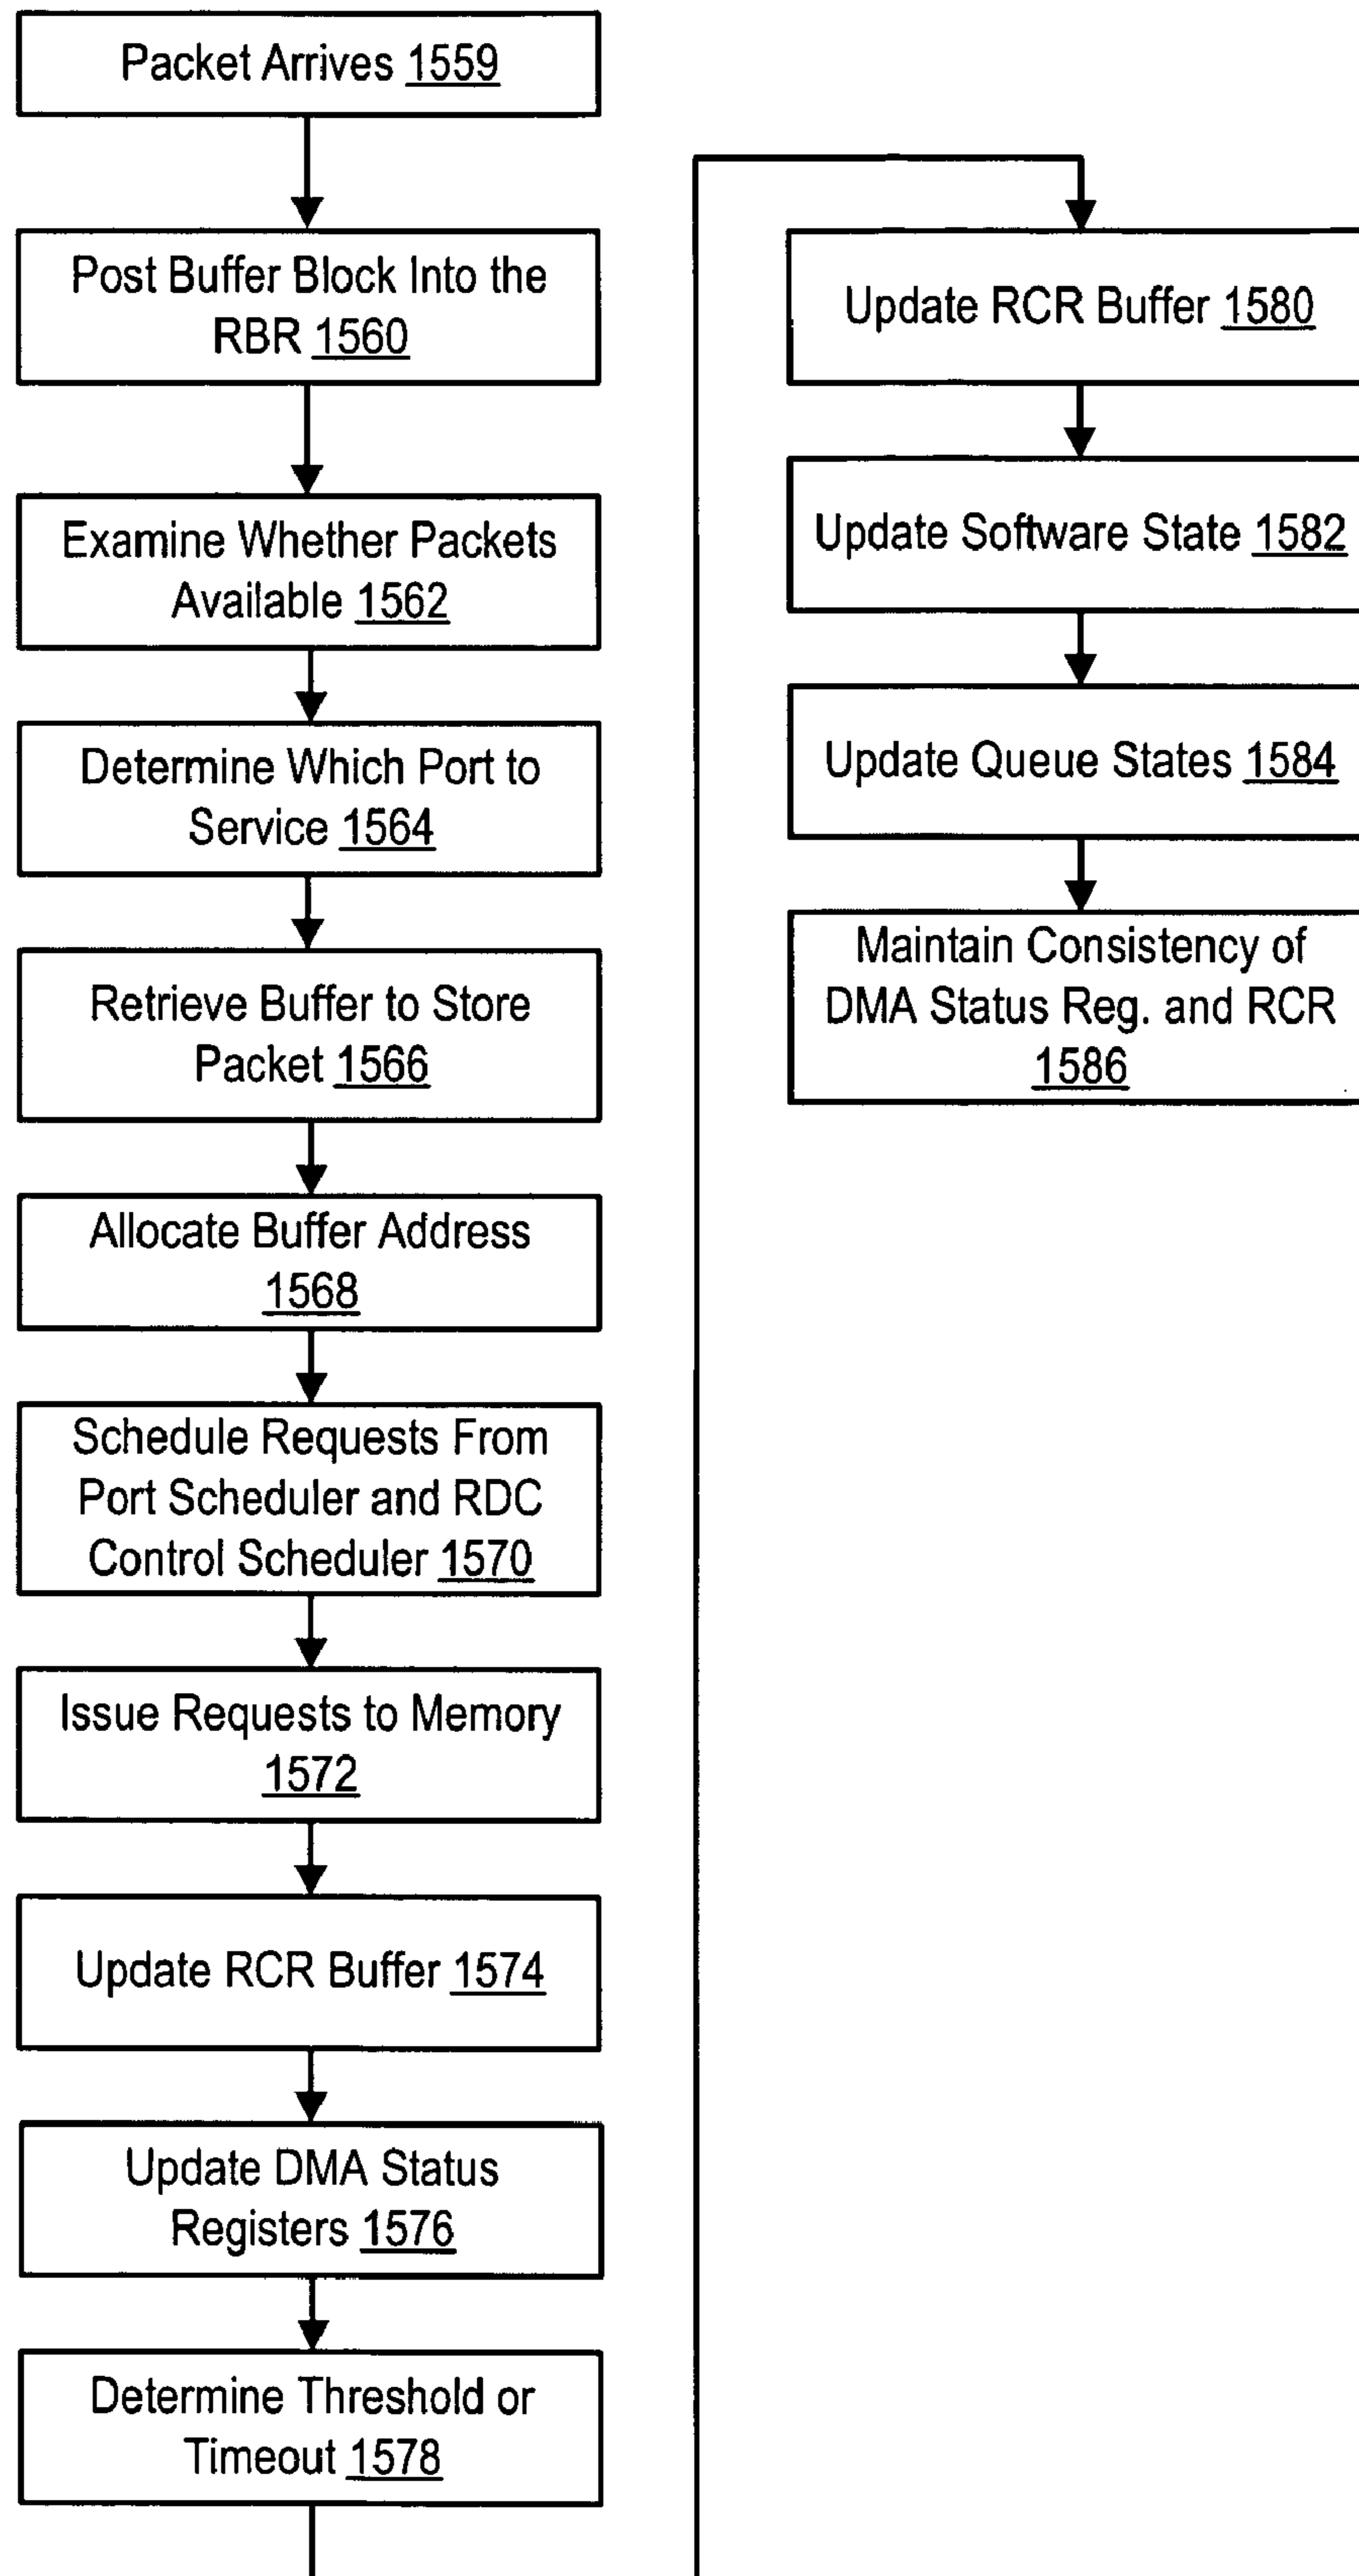 Packet Arrives 1559
Post Buffer Block Into the
RBR 1560
Examine Whether Packets
Available 1562
Determine Which Port to
Service 1564
Retrieve Buffer to Store
Packet 1566
Allocate Buffer Address
1568
Schedule Requests From
Port Scheduler and RDC
Control Scheduler 1570
Issue Requests to Memory
1572
Update RCR Buffer 1574
Update DMA Status
Registers 1576
Determine Threshold or
Timeout 1578
Update RCR Buffer 1580
Update Software State 1582
Update Queue States 1584
Maintain Consistency of
DMA Status Reg. and RCR
1586